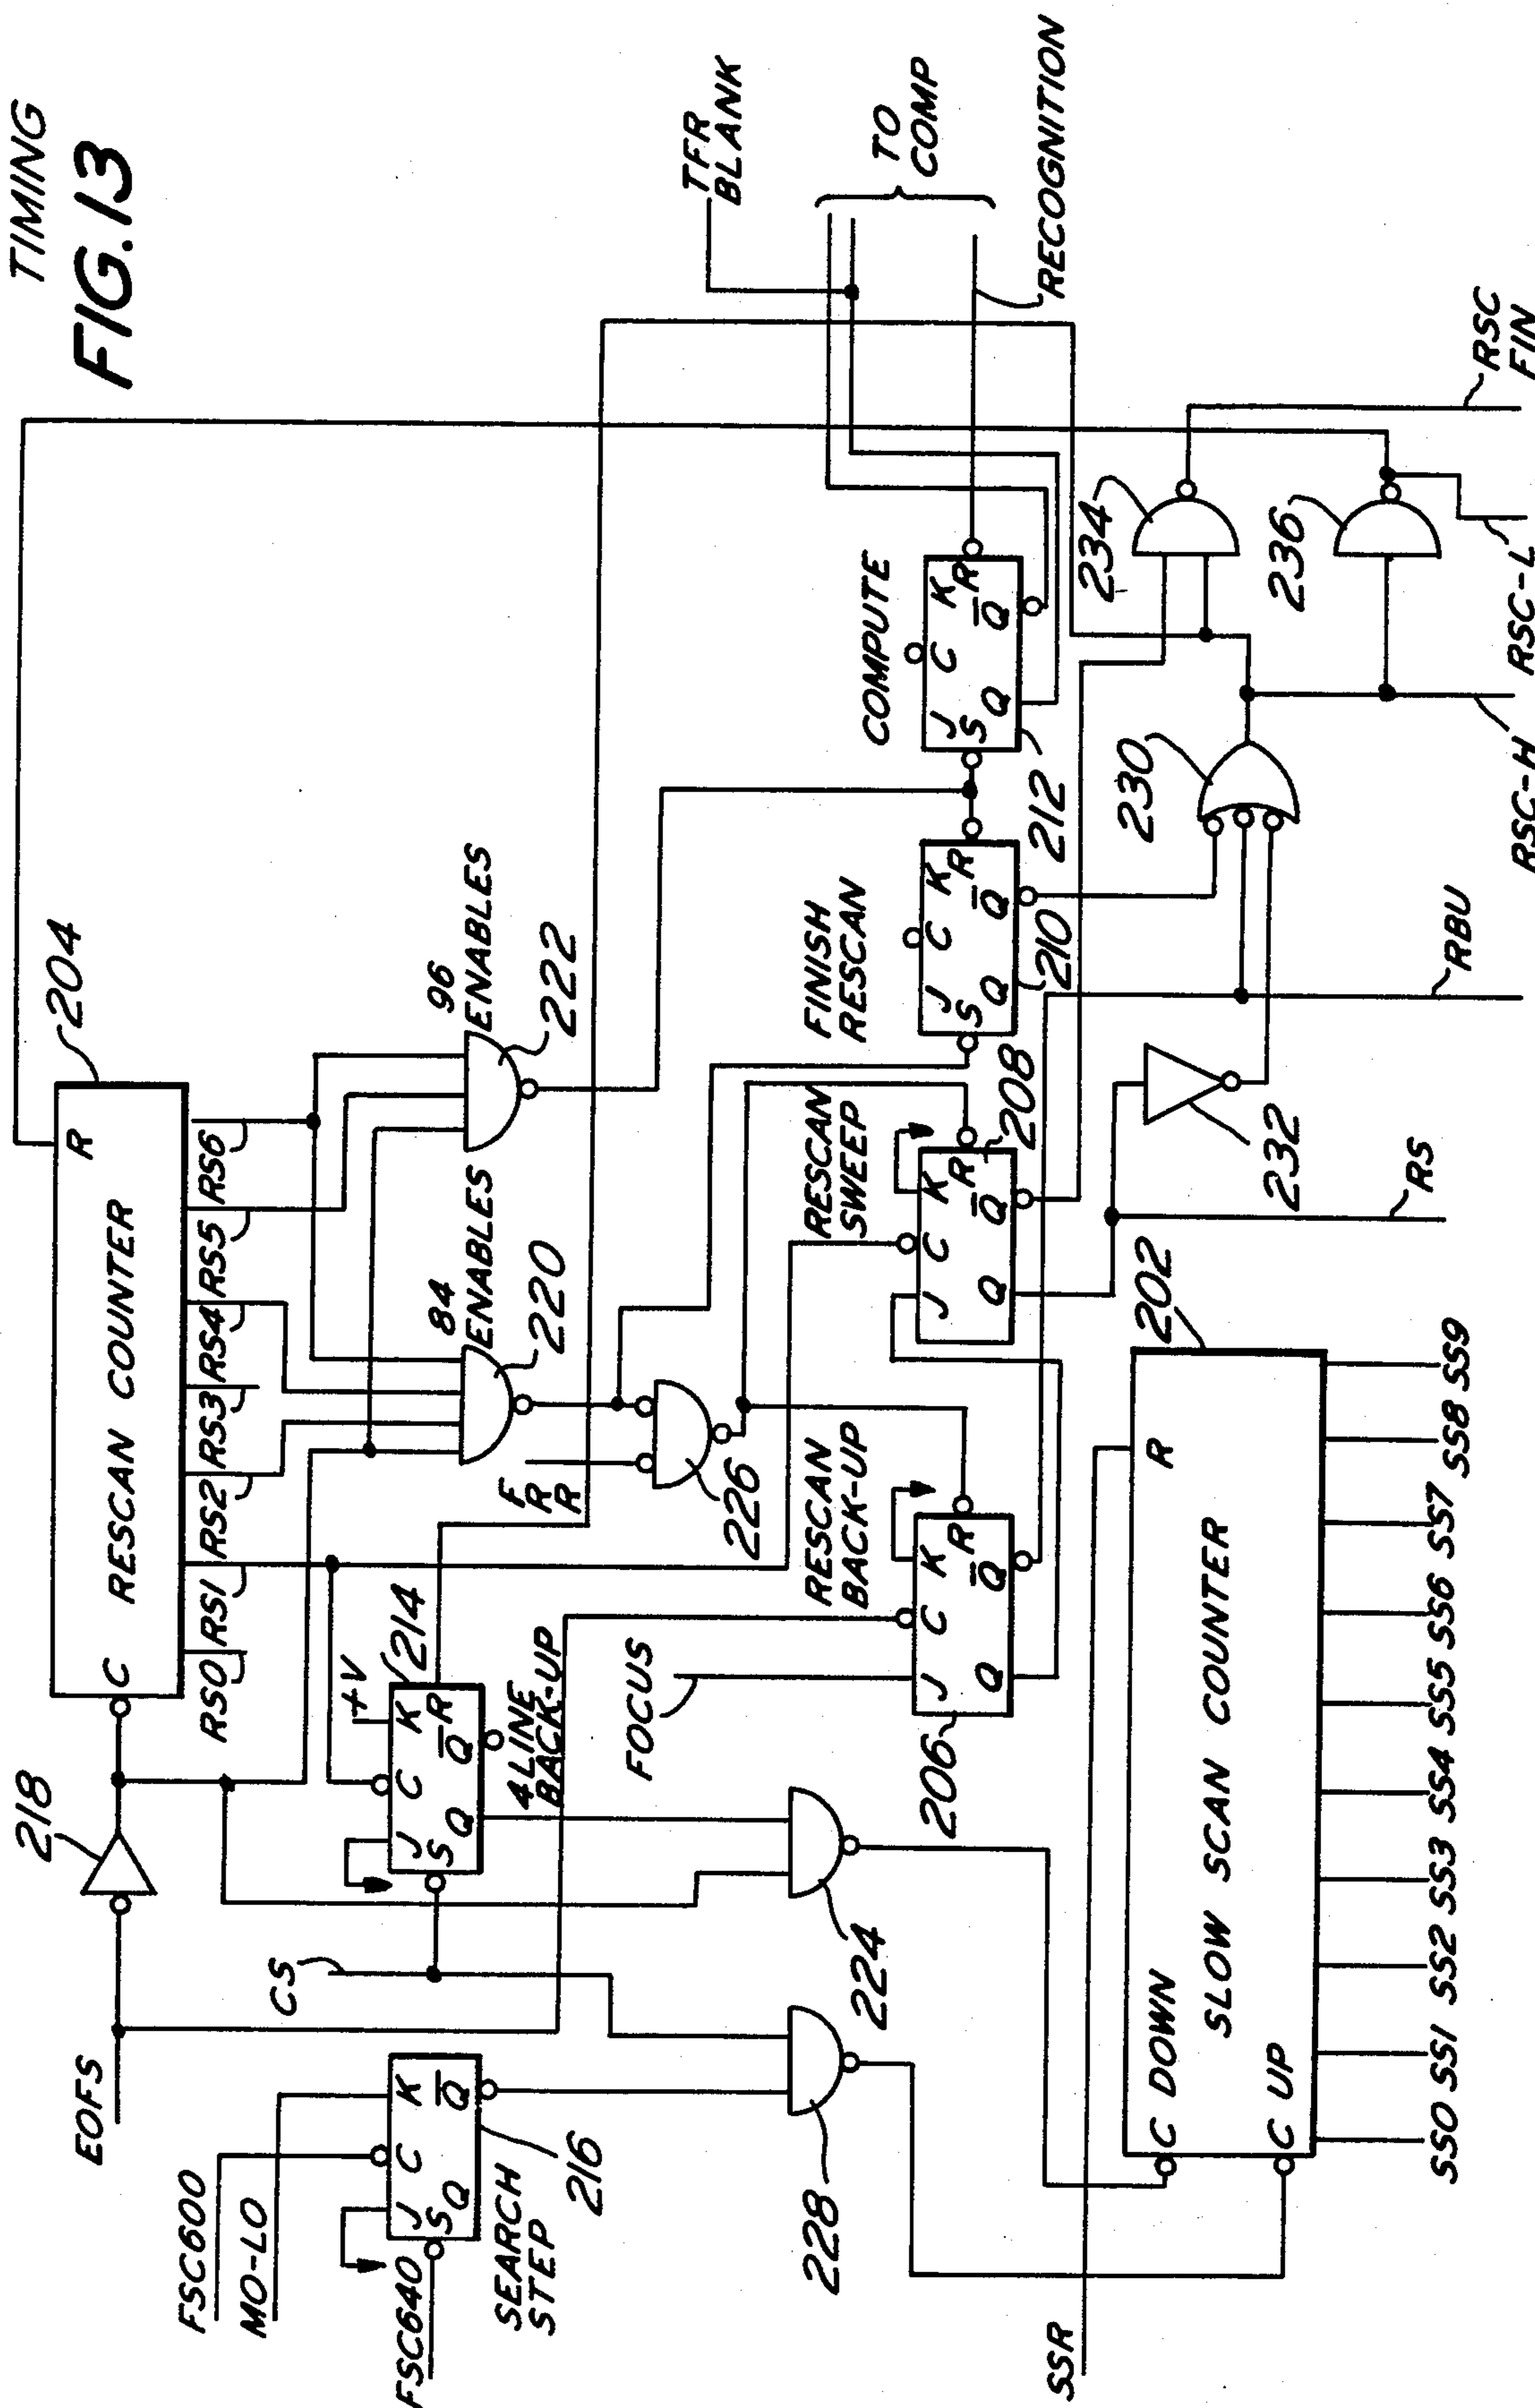 TIMING
FIG.13
204
R
RESCAN COUNTER
C
RS0
RS1
RS2
RS3
RS4
RS5
RS6
218
EOFS
CS
+V
214
K
R
C
Q̅
J
S
Q
4 LINE
BACK-UP
84
ENABLES
220
96
ENABLES
222
F
R
R
226
FSC600
MO-LO
FSC640
K
C
Q̅
J
S
Q
SEARCH
STEP
216
228
224
FOCUS
206
RESCAN
BACK-UP
J
C
K
R
Q
Q̅
RESCAN
SWEEP
208
J
C
K
R
Q
Q̅
FINISH
RESCAN
210
J
S
C
K
R
Q
Q̅
COMPUTE
212
J
S
C
K
R
Q
Q̅
TFR
BLANK
TO
COMP
RECOGNITION
230
232
234
236
RSC
FIN
RSC-L
RSC-H
RBU
RS
202
SSR
R
C DOWN
SLOW SCAN COUNTER
C UP
SS0 SS1 SS2 SS3 SS4 SS5 SS6 SS7 SS8 SS9